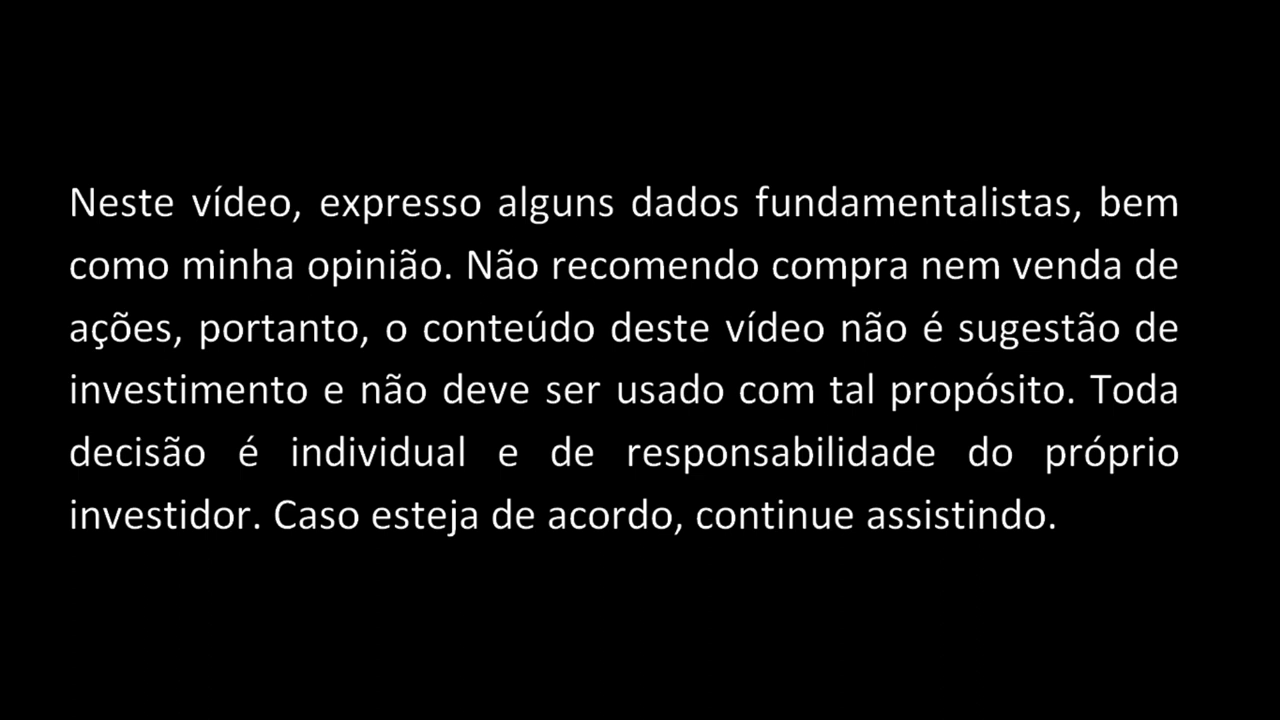 Neste vídeo, expresso alguns dados fundamentalistas, bem
como minha opinião. Não recomendo compra nem venda de
ações, portanto, o conteúdo deste vídeo não é sugestão de
investimento e não deve ser usado com tal propósito. Toda
decisão é individual e de responsabilidade do próprio
investidor. Caso esteja de acordo, continue assistindo.